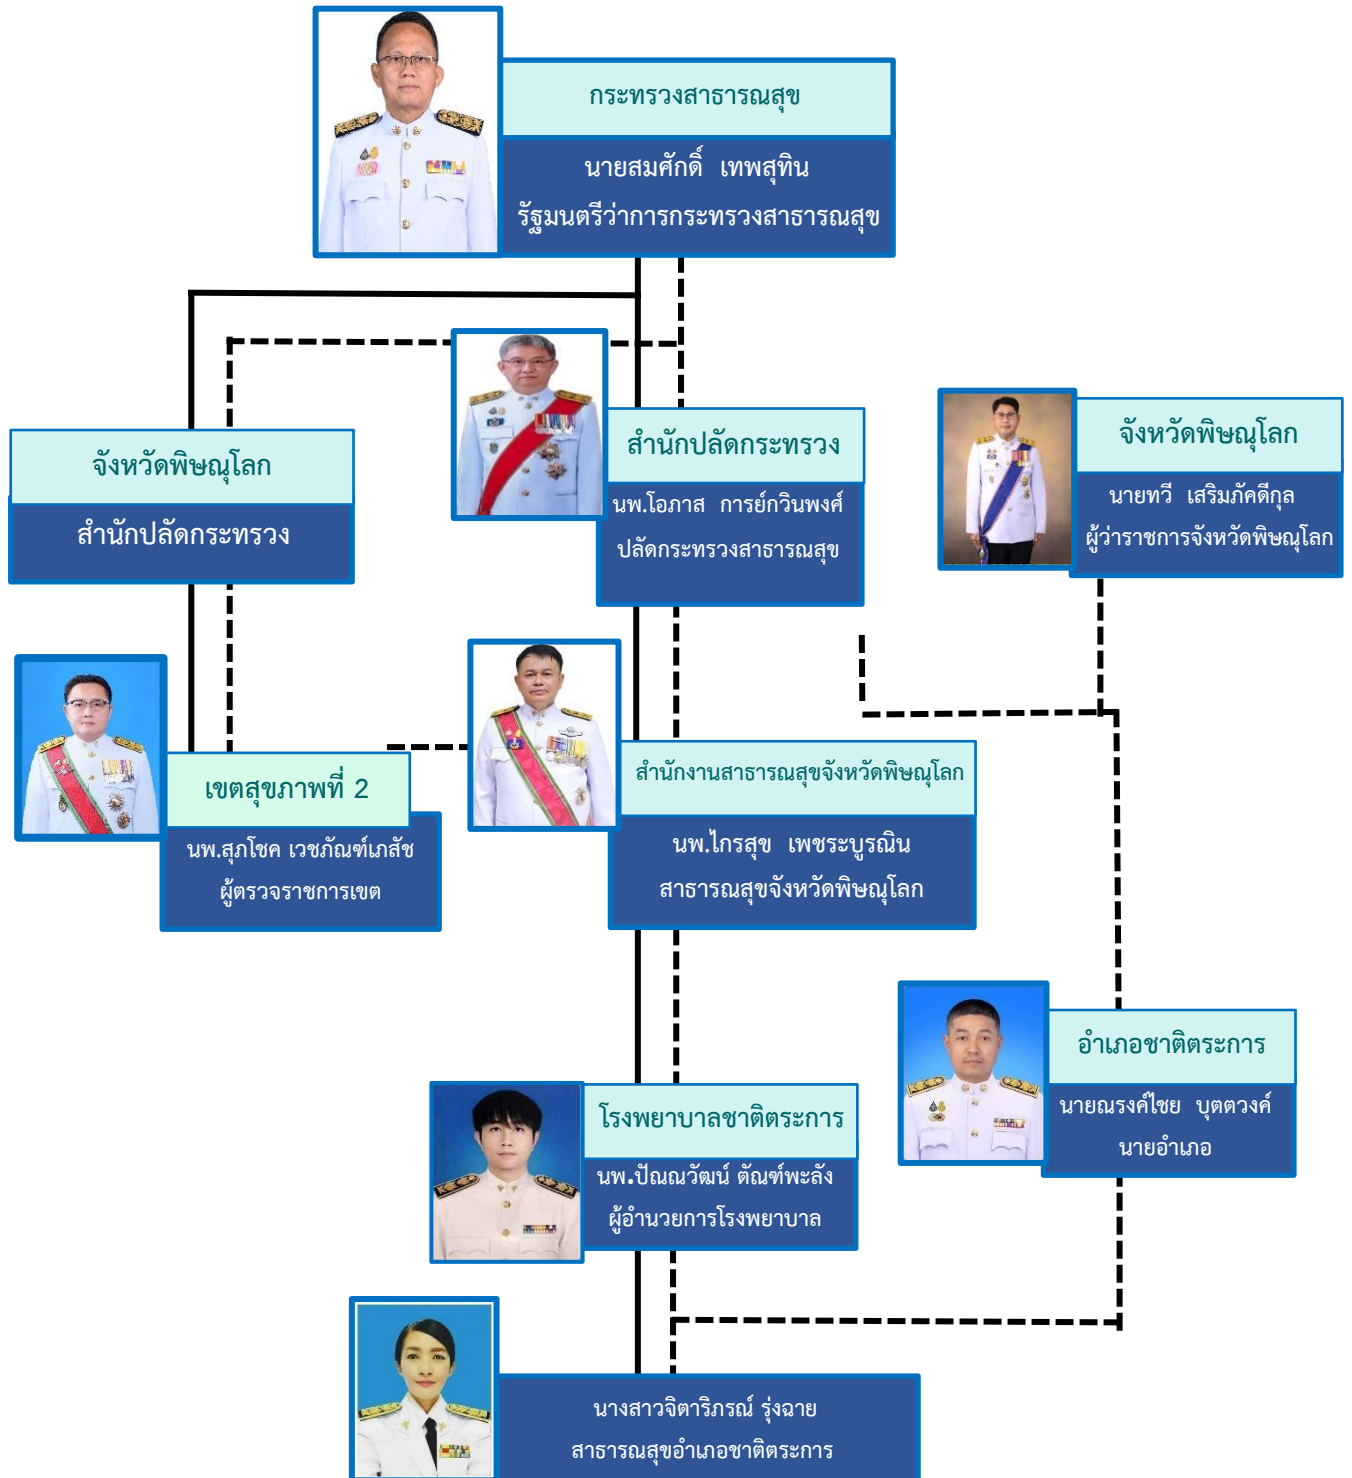 กระทรวงสาธารณสุข
นายสมศักดิ์ เทพสุทิน
รัฐมนตรีว่าการกระทรวงสาธารณสุข
สำนักปลัดกระทรวง
นพ.โอภาส การย์กวินพงศ์
ปลัดกระทรวงสาธารณสุข
จังหวัดพิษณุโลก
นายทวี เสริมภัคดีกุล
ผู้ว่าราชการจังหวัดพิษณุโลก
จังหวัดพิษณุโลก
สำนักปลัดกระทรวง
เขตสุขภาพที่ 2
นพ.สุภโชค เวชภัณฑ์เภสัช
ผู้ตรวจราชการเขต
สำนักงานสาธารณสุขจังหวัดพิษณุโลก
นพ.ไกรสุข เพชระบูรณิน
สาธารณสุขจังหวัดพิษณุโลก
อำเภอชาติตระการ
นายณรงค์ไชย บุตตวงค์
นายอำเภอ
โรงพยาบาลชาติตระการ
นพ.ปัณณวัฒน์ ตัณฑ์พะลัง
ผู้อำนวยการโรงพยาบาล
นางสาวจิตาริภรณ์ รุ่งฉาย
สาธารณสุขอำเภอชาติตระการ